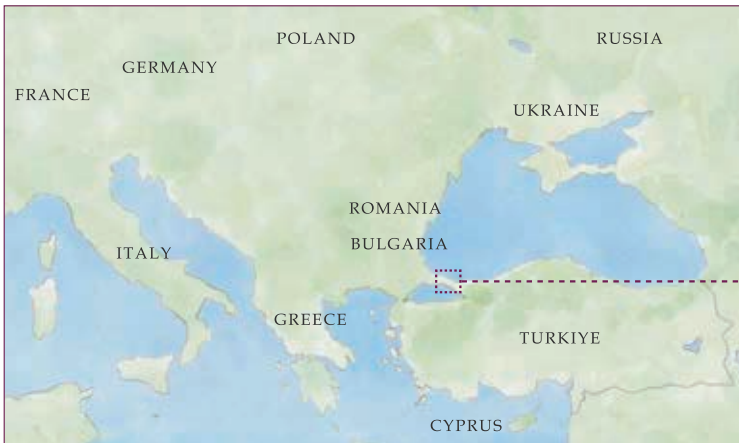 POLAND
RUSSIA
GERMANY
FRANCE
UKRAINE
ROMANIA
BULGARIA
ITALY
GREECE
TURKIYE
CYPRUS